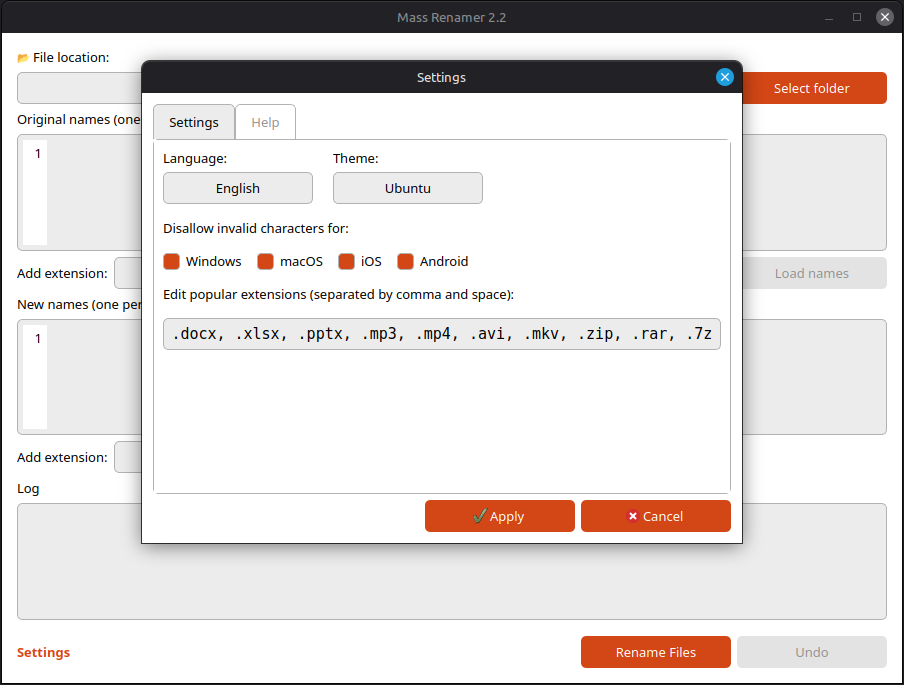 Mass Renamer 2.2
File location:
Settings
Select folder
Original names (one
Settings
Help
1
Language:
Theme:
English
Ubuntu
Disallow invalid characters for:
Windows
macOS
iOS
Android
Add extension:
Load names
Edit popular extensions (separated by comma and space):
New names (one per
1
.docx, .xlsx, .pptx, .mp3, .mp4, .avi, .mkv, .zip, .rar, .7z
Add extension:
Log
Apply
Cancel
Settings
Rename Files
Undo